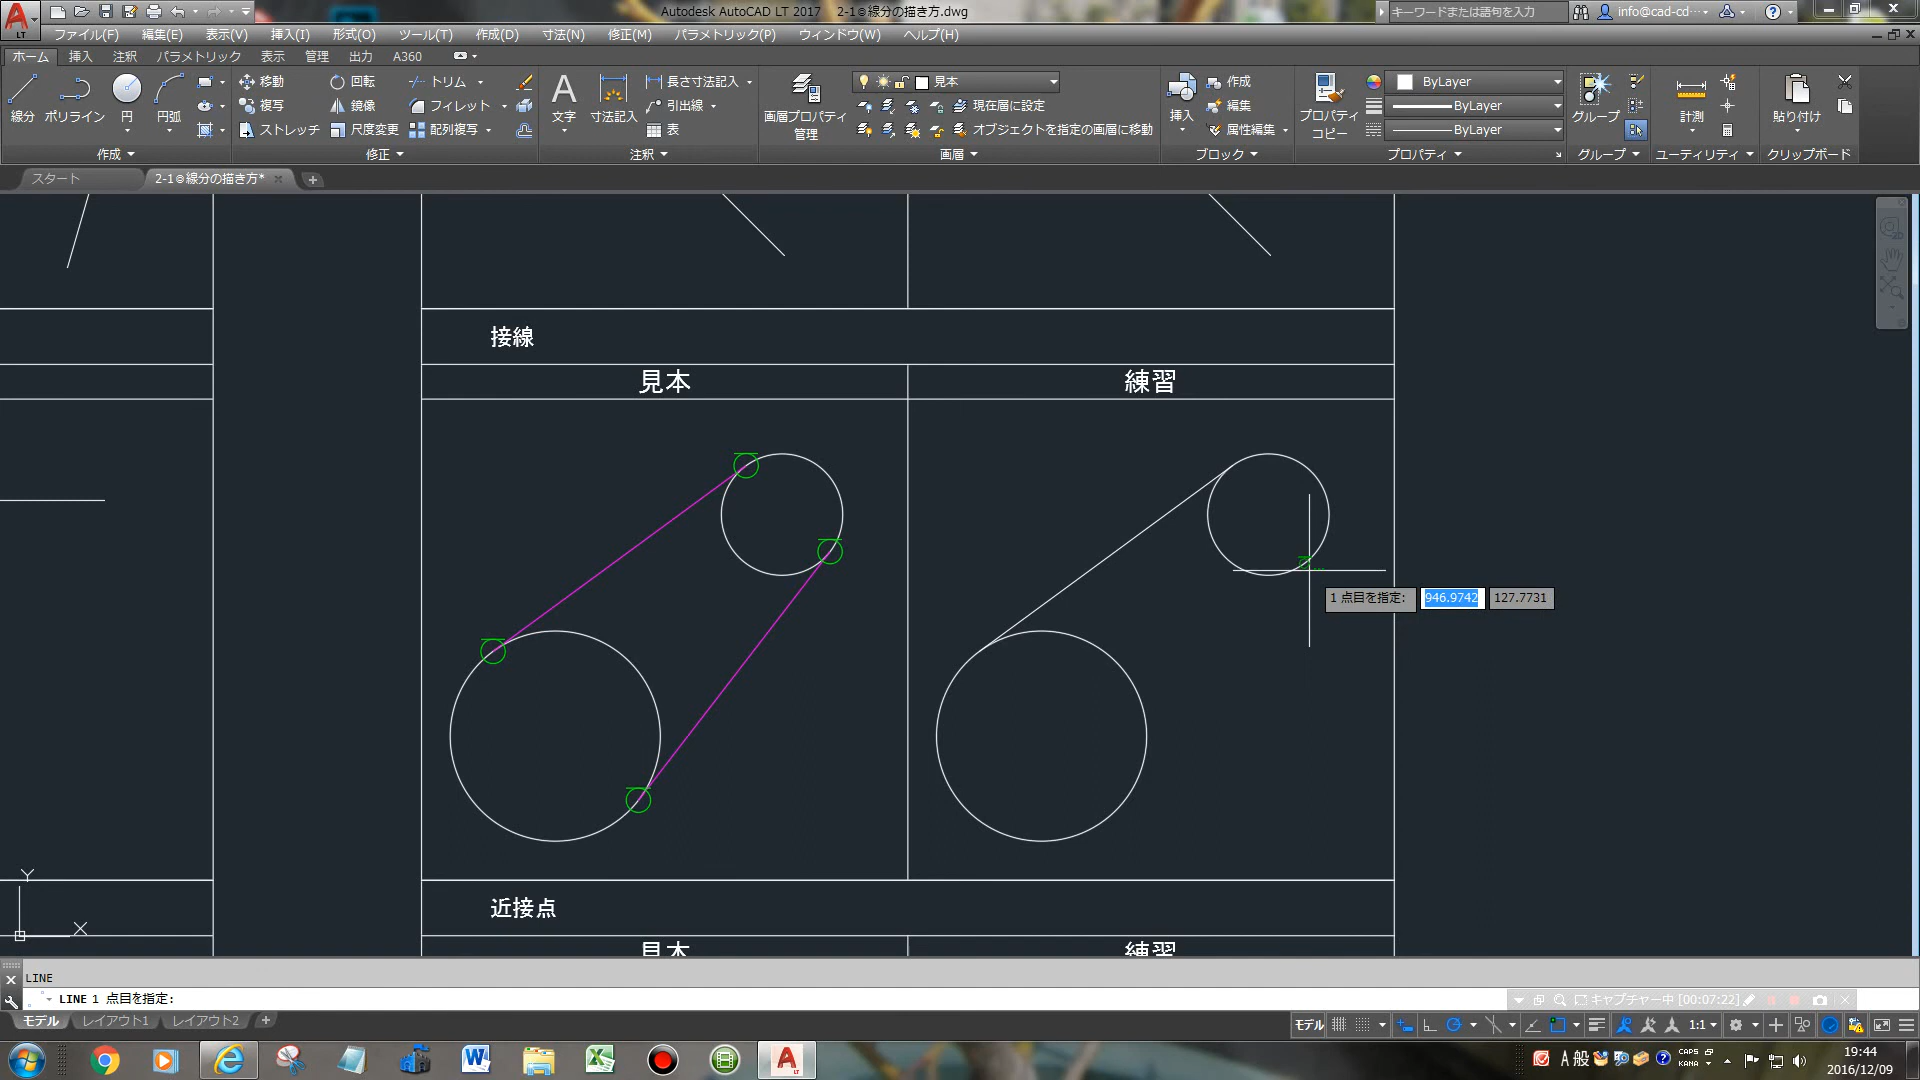 Autodesk AutoCAD LT 2017 2-1⊙線分の描き方.dwg
キーワードまたは語句を入力
info@cad-cd...
LT
ファイル(F) 編集(E) 表示(V) 挿入(I) 形式(O) ツール(T) 作成(D) 寸法(N) 修正(M) パラメトリック(P) ウィンドウ(W) ヘルプ(H)
ホーム 挿入 注釈 パラメトリック 表示 管理 出力 A360
線分 ポリライン 円 円弧
移動 回転 トリム
複写 鏡像 フィレット
ストレッチ 尺度変更 配列複写
文字 寸法記入
長さ寸法記入
引出線
表
画層プロパティ管理
見本
現在層に設定
オブジェクトを指定の画層に移動
挿入
作成
編集
属性編集
プロパティコピー
ByLayer
ByLayer
ByLayer
グループ 計測 貼り付け
作成 修正 注釈 画層 ブロック プロパティ グループ ユーティリティ クリップボード
スタート 2-1⊙線分の描き方*
接線
見本 練習
1 点目を指定: 946.9742 127.7731
近接点
見本 練習
Y
X
LINE
LINE 1 点目を指定:
キャプチャー中 [00:07:22]
モデル レイアウト1 レイアウト2
モデル 1:1
A 般 CAPS KANA
19:44
2016/12/09